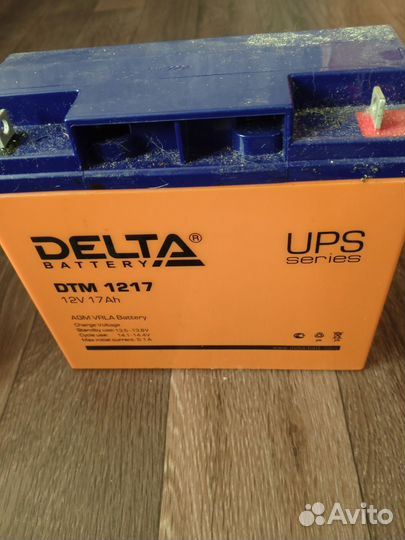 DELTA®
BATTERY
UPS
series
DTM 1217
12V 17Ah
AGM VRLA Battery
Charge Voltage
Standby use: 13.5-13.8V
Cycle use: 14.1-14.4V
Max initial current: 5.1A
Avito